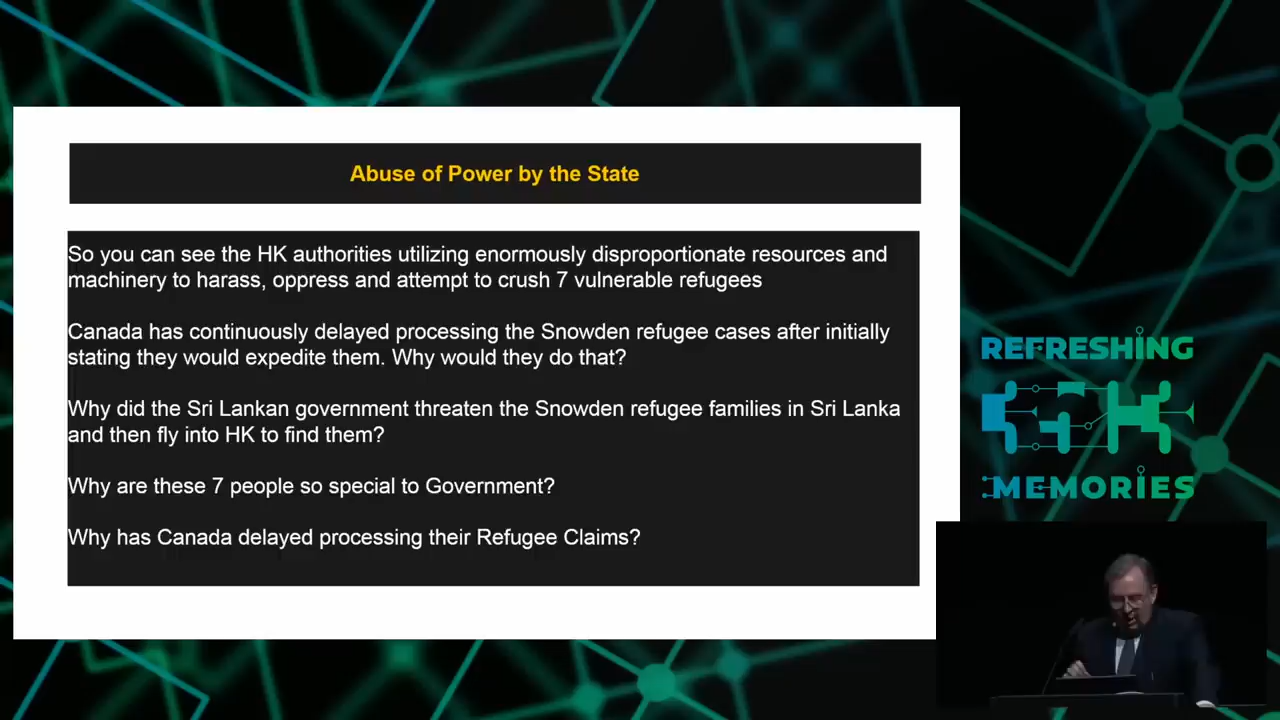 Abuse of Power by the State
So you can see the HK authorities utilizing enormously disproportionate resources and
machinery to harass, oppress and attempt to crush 7 vulnerable refugees
Canada has continuously delayed processing the Snowden refugee cases after initially
stating they would expedite them. Why would they do that?
Why did the Sri Lankan government threaten the Snowden refugee families in Sri Lanka
and then fly into HK to find them?
Why are these 7 people so special to Government?
Why has Canada delayed processing their Refugee Claims?
REFRESHING
MEMORIES